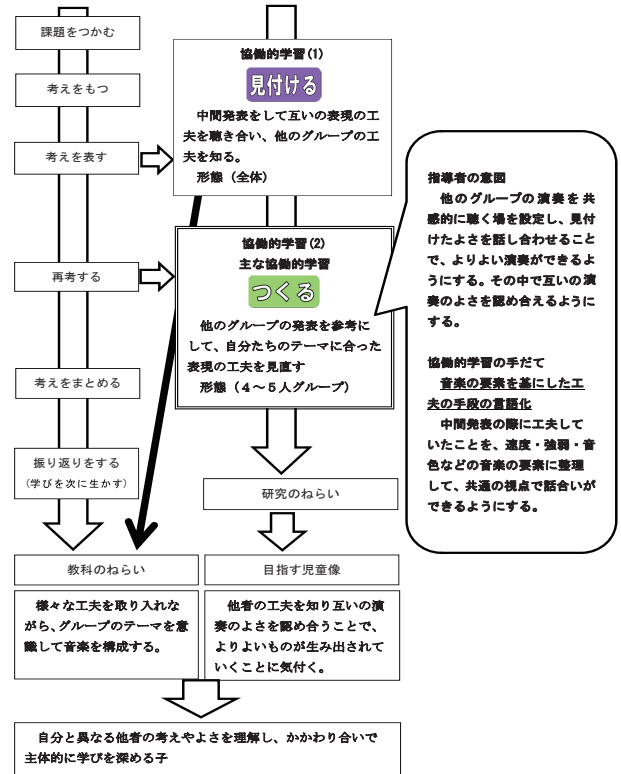 課題をつかむ
考えをもつ
考えを表す
再考する
考えをまとめる
振り返りをする
(学びを次に生かす)
協働的学習(1)
見付ける
中間発表をして互いの表現の工
夫を聴き合い、他のグループの工
夫を知る。
形態(全体)
協働的学習(2)
主な協働的学習
つくる
他のグループの発表を参考に
して、自分たちのテーマに合った
表現の工夫を見直す
形態(4~5人グループ)
指導者の意図
他のグループの演奏を共
感的に聴く場を設定し、見付
けたよさを話し合わせること
で、よりよい演奏ができるよ
うにする。その中で互いの演
奏のよさを認め合えるように
する。
協働的学習の手だて
音楽の要素を基にした工
夫の手段の言語化
中間発表の際に工夫して
いたことを、速度・強弱・音
色などの音楽の要素に整理
して、共通の視点で話合いが
できるようにする。
研究のねらい
教科のねらい
様々な工夫を取り入れな
がら、グループのテーマを意
識して音楽を構成する。
目指す児童像
他者の工夫を知り互いの演
奏のよさを認め合うことで、
よりよいものが生み出されて
いくことに気付く。
自分と異なる他者の考えやよさを理解し、かかわり合いで
主体的に学びを深める子